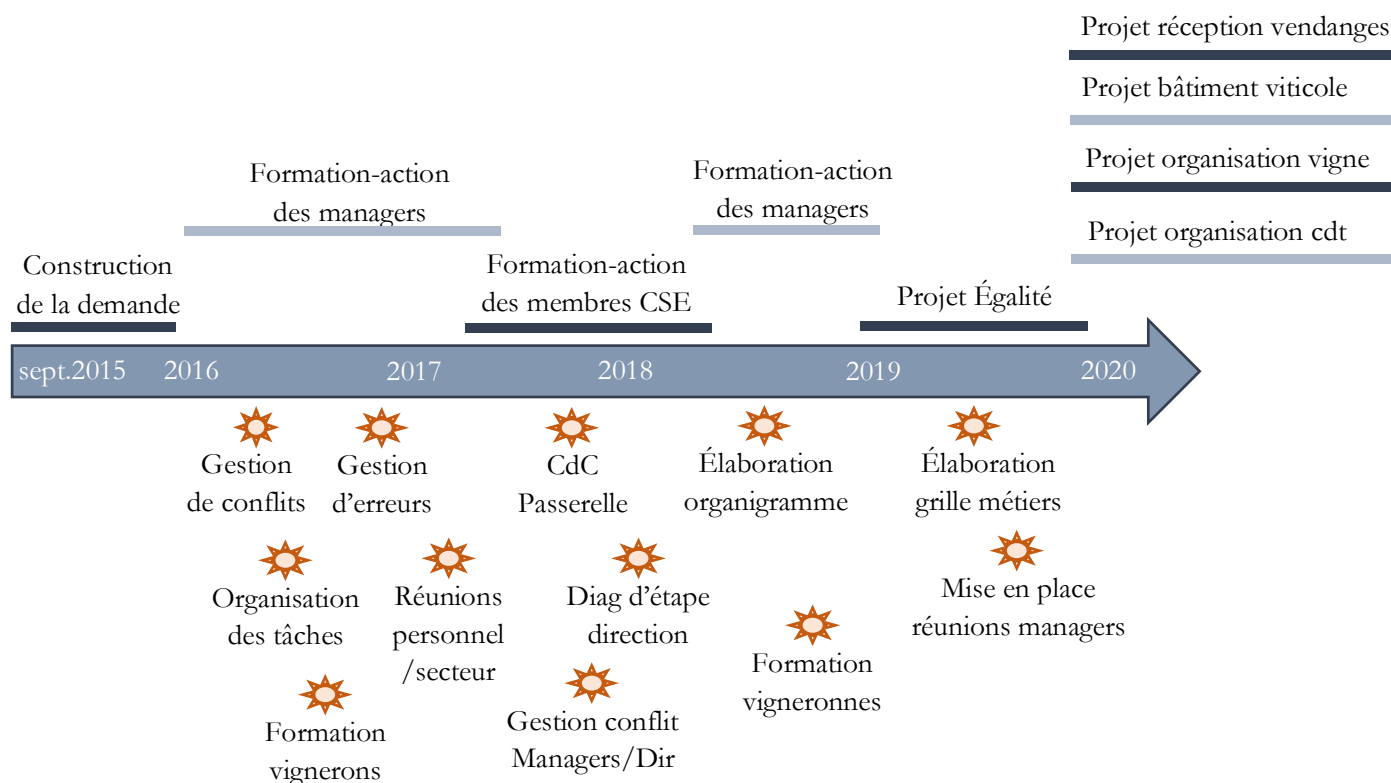 Projet réception vendanges
Projet bâtiment viticole
Projet organisation vigne
Projet organisation cdt
Formation-action
des managers
Formation-action
des managers
Construction
de la demande
Formation-action
des membres CSE
Projet Égalité
sept.2015 2016 2017 2018 2019 2020
Gestion
de conflits
Gestion
d’erreurs
CdC
Passerelle
Élaboration
organigramme
Élaboration
grille métiers
Organisation
des tâches
Réunions
personnel
/secteur
Diag d’étape
direction
Mise en place
réunions managers
Formation
vignerons
Gestion conflit
Managers/Dir
Formation
vigneronnes